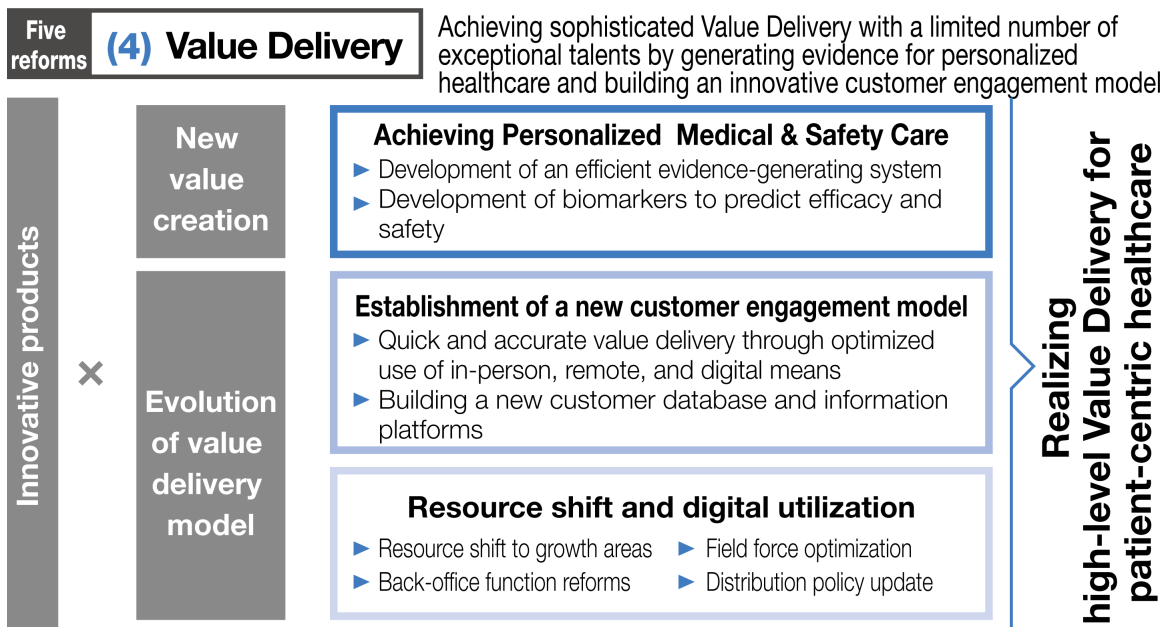 Five
reforms
(4) Value Delivery
Achieving sophisticated Value Delivery with a limited number of
exceptional talents by generating evidence for personalized
healthcare and building an innovative customer engagement model
Innovative products
×
New
value
creation
Achieving Personalized Medical & Safety Care
► Development of an efficient evidence-generating system
► Development of biomarkers to predict efficacy and
safety
Evolution
of value
delivery
model
Establishment of a new customer engagement model
► Quick and accurate value delivery through optimized
use of in-person, remote, and digital means
► Building a new customer database and information
platforms
Resource shift and digital utilization
► Resource shift to growth areas
► Field force optimization
► Back-office function reforms
► Distribution policy update
Realizing
high-level Value Delivery for
patient-centric healthcare